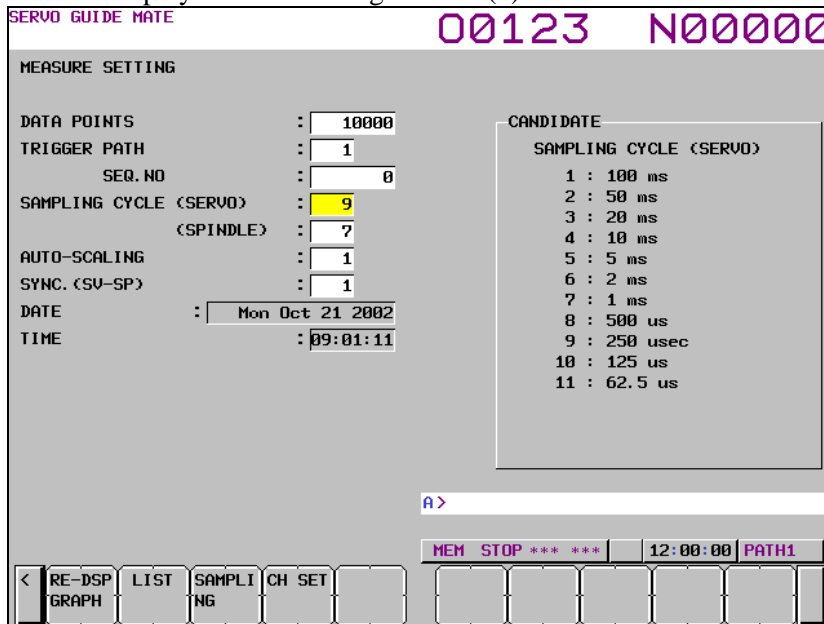 SERVO GUIDE MATE
O0123 N00000
MEASURE SETTING
DATA POINTS : 10000
TRIGGER PATH : 1
SEQ.NO : 0
SAMPLING CYCLE (SERVO) : 9
(SPINDLE) : 7
AUTO-SCALING : 1
SYNC.(SV-SP) : 1
DATE : Mon Oct 21 2002
TIME : 09:01:11
CANDIDATE
SAMPLING CYCLE (SERVO)
1 : 100 ms
2 : 50 ms
3 : 20 ms
4 : 10 ms
5 : 5 ms
6 : 2 ms
7 : 1 ms
8 : 500 us
9 : 250 usec
10 : 125 us
11 : 62.5 us
A>
MEM STOP *** *** 12:00:00 PATH1
< RE-DSP LIST SAMPLI CH SET
GRAPH NG